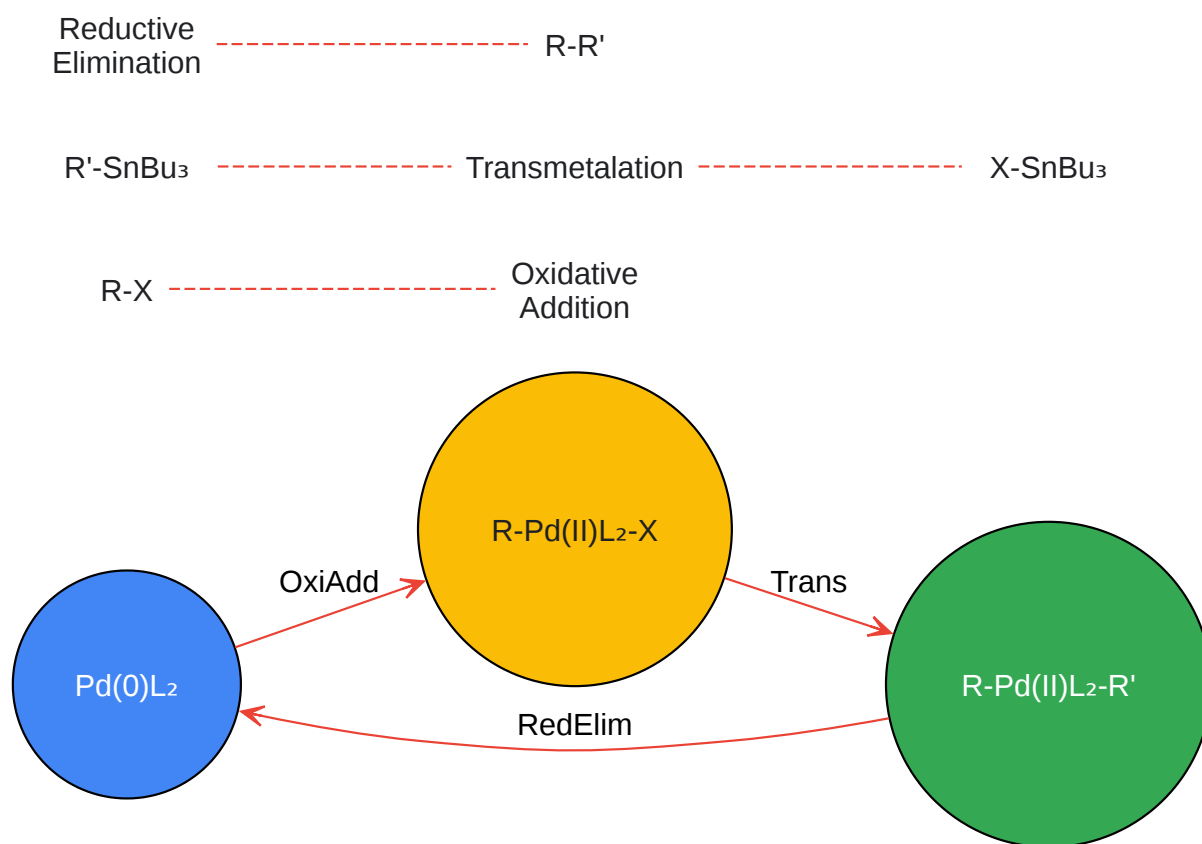 Reductive
Elimination
R-R'
R'-SnBu₃
Transmetalation
X-SnBu₃
R-X
Oxidative
Addition
R-Pd(II)L₂-X
OxiAdd
Trans
Pd(0)L₂
R-Pd(II)L₂-R'
RedElim